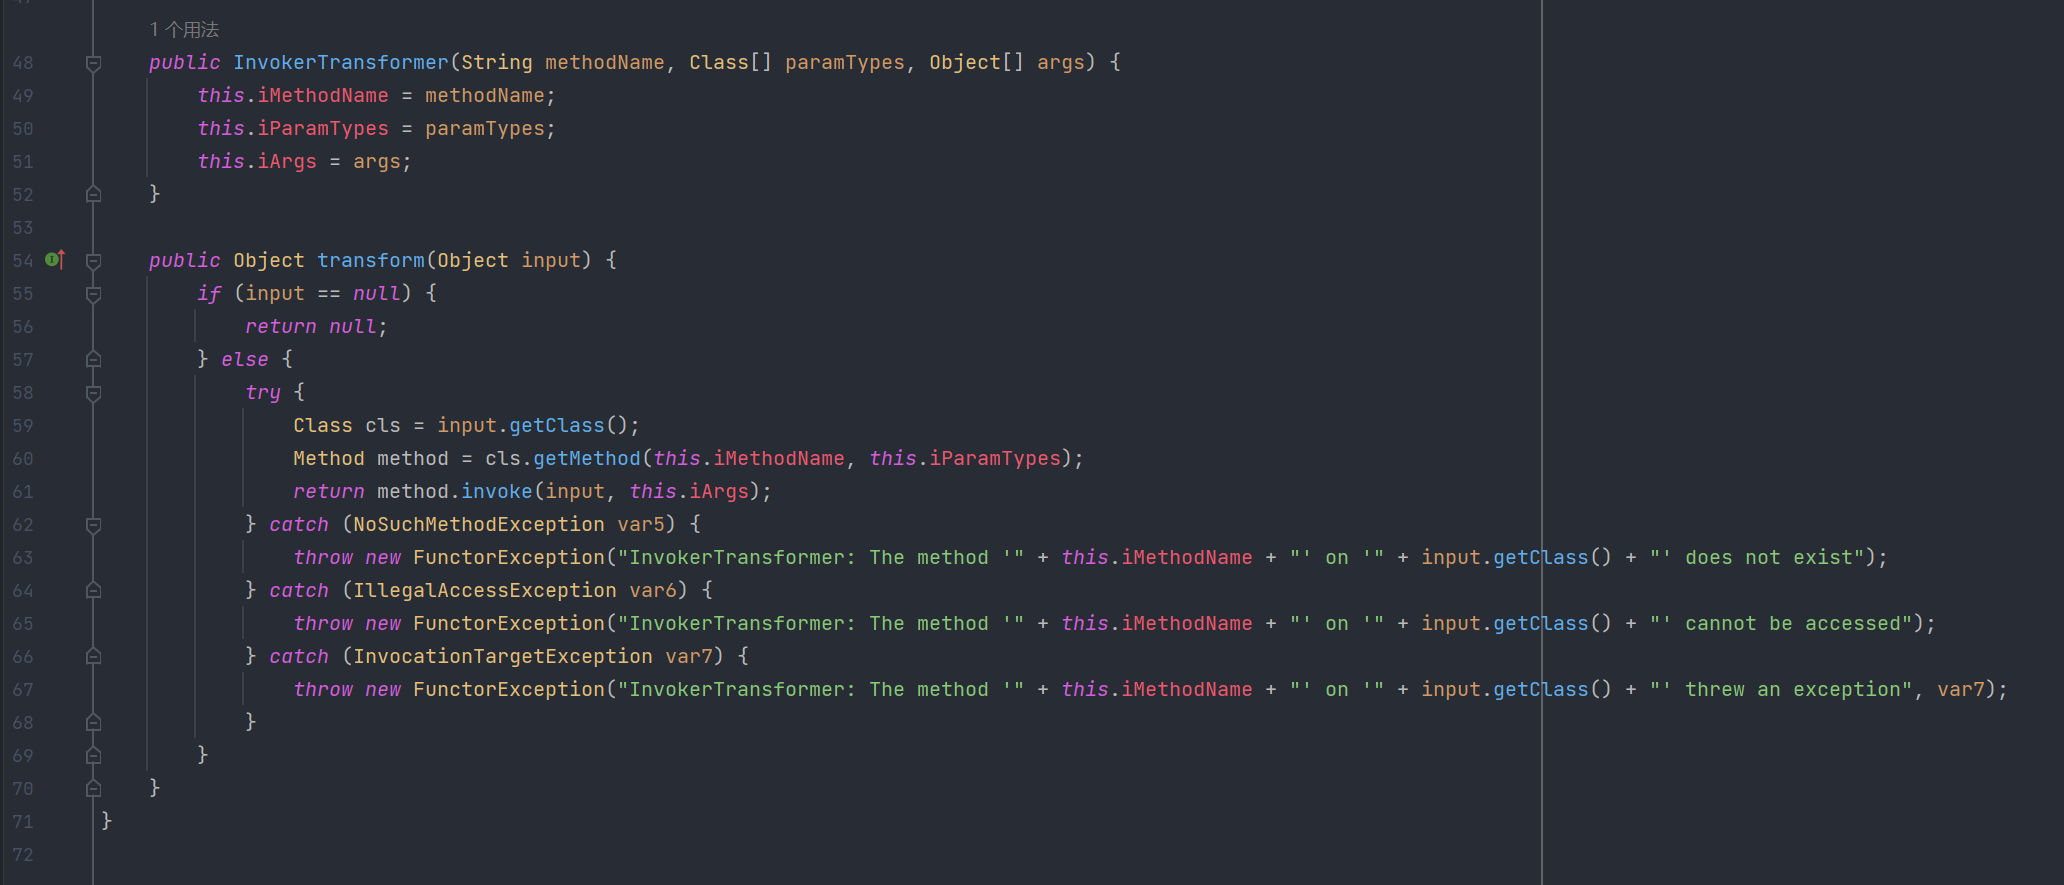 1 个用法
48 public InvokerTransformer(String methodName, Class[] paramTypes, Object[] args) {
49 this.iMethodName = methodName;
50 this.iParamTypes = paramTypes;
51 this.iArgs = args;
52 }
53
54 public Object transform(Object input) {
55 if (input == null) {
56 return null;
57 } else {
58 try {
59 Class cls = input.getClass();
60 Method method = cls.getMethod(this.iMethodName, this.iParamTypes);
61 return method.invoke(input, this.iArgs);
62 } catch (NoSuchMethodException var5) {
63 throw new FunctorException("InvokerTransformer: The method '" + this.iMethodName + "' on '" + input.getClass() + "' does not exist");
64 } catch (IllegalAccessException var6) {
65 throw new FunctorException("InvokerTransformer: The method '" + this.iMethodName + "' on '" + input.getClass() + "' cannot be accessed");
66 } catch (InvocationTargetException var7) {
67 throw new FunctorException("InvokerTransformer: The method '" + this.iMethodName + "' on '" + input.getClass() + "' threw an exception", var7);
68 }
69 }
70 }
71 }
72